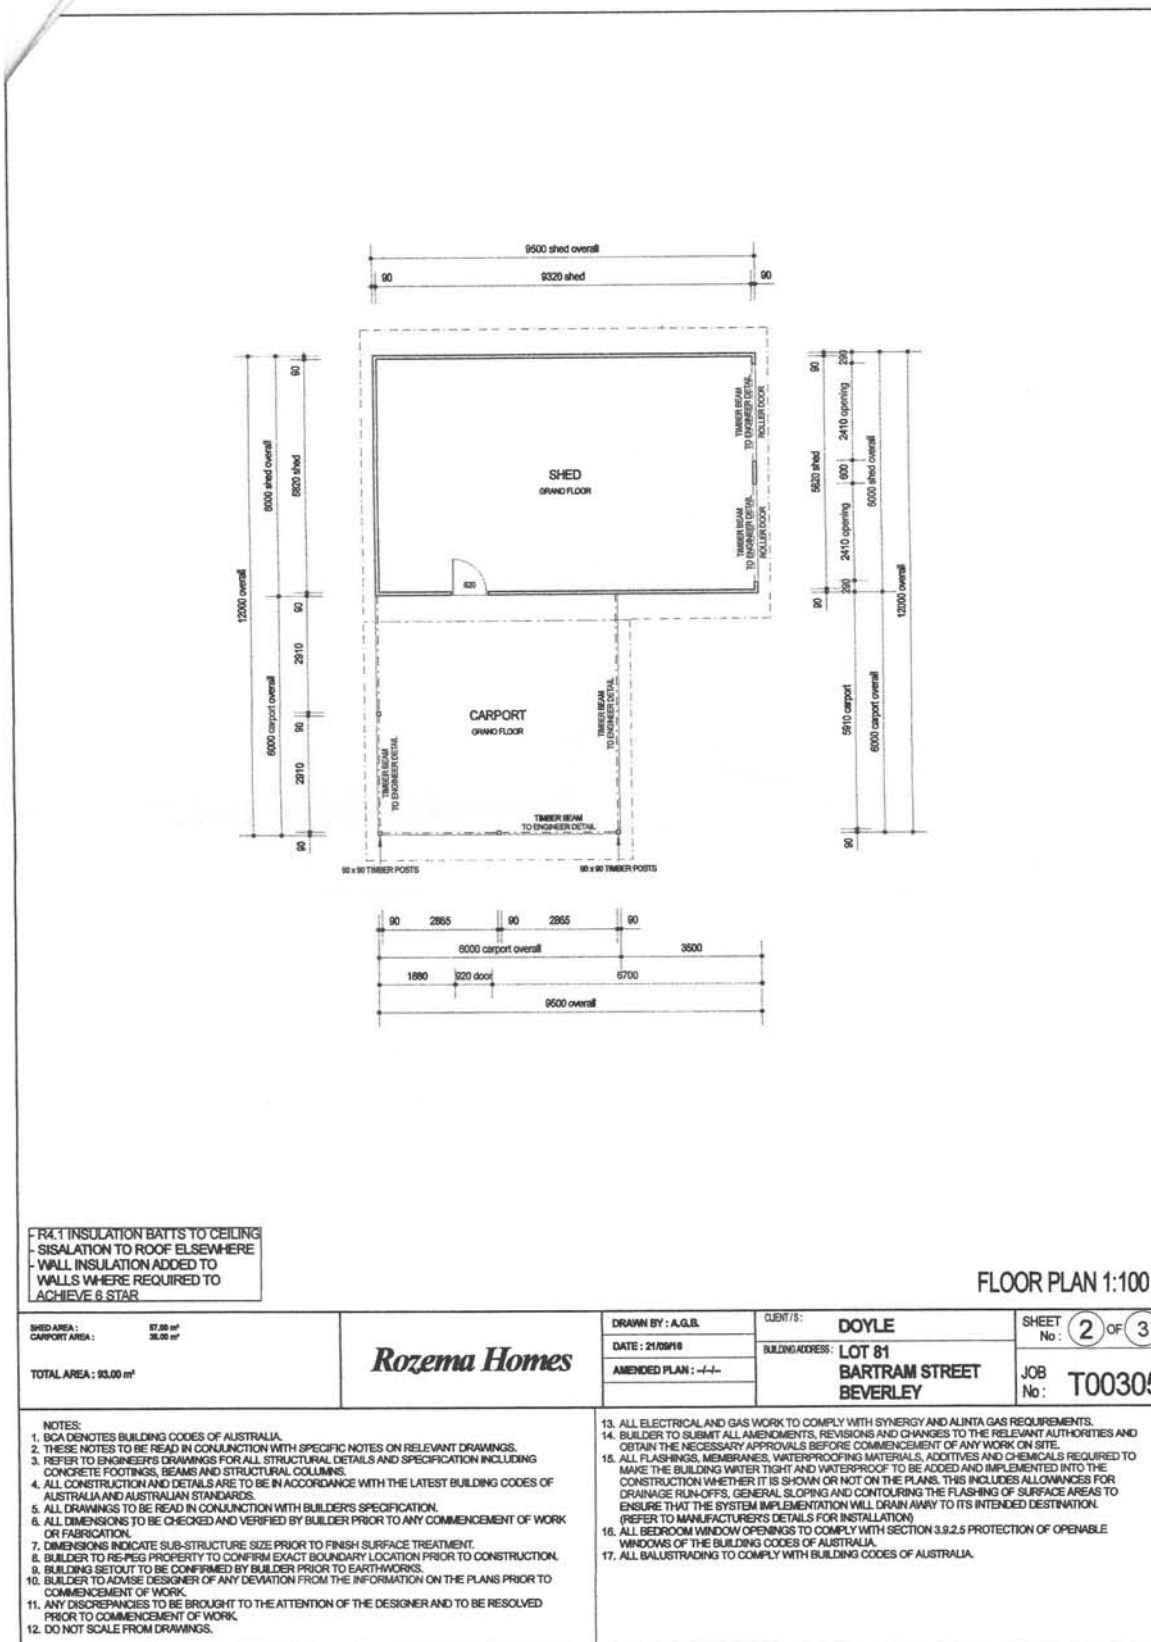 9500 shed overall
90 9320 shed 90
12000 overall
6000 shed overall
90
5820 shed
6000 carport overall
90
2910
90
2910
90
SHED
GRANO FLOOR
820
TIMBER BEAM
TO ENGINEER DETAIL
ROLLER DOOR
TIMBER BEAM
TO ENGINEER DETAIL
ROLLER DOOR
90
5820 shed
90
290
2410 opening
600
2410 opening
290
6000 shed overall
12000 overall
5910 carport
90
6000 carport overall
CARPORT
GRANO FLOOR
TIMBER BEAM
TO ENGINEER DETAIL
TIMBER BEAM
TO ENGINEER DETAIL
TIMBER BEAM
TO ENGINEER DETAIL
90 x 90 TIMBER POSTS 90 x 90 TIMBER POSTS
90 2865 90 2865 90
6000 carport overall 3500
1880 920 door 6700
9500 overall
- R4.1 INSULATION BATTS TO CEILING
- SISALATION TO ROOF ELSEWHERE
- WALL INSULATION ADDED TO
WALLS WHERE REQUIRED TO
ACHIEVE 6 STAR
FLOOR PLAN 1:100
SHED AREA : 57.00 m²
CARPORT AREA : 36.00 m²
TOTAL AREA : 93.00 m²
Rozema Homes
DRAWN BY : A.G.B.
DATE : 21/09/16
AMENDED PLAN : --/--/--
CLIENT/S : DOYLE
BUILDING ADDRESS : LOT 81
BARTRAM STREET
BEVERLEY
SHEET No : 2 OF 3
JOB No : T00305
NOTES:
1. BCA DENOTES BUILDING CODES OF AUSTRALIA.
2. THESE NOTES TO BE READ IN CONJUNCTION WITH SPECIFIC NOTES ON RELEVANT DRAWINGS.
3. REFER TO ENGINEER'S DRAWINGS FOR ALL STRUCTURAL DETAILS AND SPECIFICATION INCLUDING
CONCRETE FOOTINGS, BEAMS AND STRUCTURAL COLUMNS.
4. ALL CONSTRUCTION AND DETAILS ARE TO BE IN ACCORDANCE WITH THE LATEST BUILDING CODES OF
AUSTRALIA AND AUSTRALIAN STANDARDS.
5. ALL DRAWINGS TO BE READ IN CONJUNCTION WITH BUILDER'S SPECIFICATION.
6. ALL DIMENSIONS TO BE CHECKED AND VERIFIED BY BUILDER PRIOR TO ANY COMMENCEMENT OF WORK
OR FABRICATION.
7. DIMENSIONS INDICATE SUB-STRUCTURE SIZE PRIOR TO FINISH SURFACE TREATMENT.
8. BUILDER TO RE-PEG PROPERTY TO CONFIRM EXACT BOUNDARY LOCATION PRIOR TO CONSTRUCTION.
9. BUILDING SETOUT TO BE CONFIRMED BY BUILDER PRIOR TO EARTHWORKS.
10. BUILDER TO ADVISE DESIGNER OF ANY DEVIATION FROM THE INFORMATION ON THE PLANS PRIOR TO
COMMENCEMENT OF WORK.
11. ANY DISCREPANCIES TO BE BROUGHT TO THE ATTENTION OF THE DESIGNER AND TO BE RESOLVED
PRIOR TO COMMENCEMENT OF WORK.
12. DO NOT SCALE FROM DRAWINGS.
13. ALL ELECTRICAL AND GAS WORK TO COMPLY WITH SYNERGY AND ALINTA GAS REQUIREMENTS.
14. BUILDER TO SUBMIT ALL AMENDMENTS, REVISIONS AND CHANGES TO THE RELEVANT AUTHORITIES AND
OBTAIN THE NECESSARY APPROVALS BEFORE COMMENCEMENT OF ANY WORK ON SITE.
15. ALL FLASHINGS, MEMBRANES, WATERPROOFING MATERIALS, ADDITIVES AND CHEMICALS REQUIRED TO
MAKE THE BUILDING WATER TIGHT AND WATERPROOF TO BE ADDED AND IMPLEMENTED INTO THE
CONSTRUCTION WHETHER IT IS SHOWN OR NOT ON THE PLANS. THIS INCLUDES ALLOWANCES FOR
DRAINAGE RUN-OFFS, GENERAL SLOPING AND CONTOURING THE FLASHING OF SURFACE AREAS TO
ENSURE THAT THE SYSTEM IMPLEMENTATION WILL DRAIN AWAY TO ITS INTENDED DESTINATION.
(REFER TO MANUFACTURER'S DETAILS FOR INSTALLATION)
16. ALL BEDROOM WINDOW OPENINGS TO COMPLY WITH SECTION 3.9.2.5 PROTECTION OF OPENABLE
WINDOWS OF THE BUILDING CODES OF AUSTRALIA.
17. ALL BALUSTRADING TO COMPLY WITH BUILDING CODES OF AUSTRALIA.